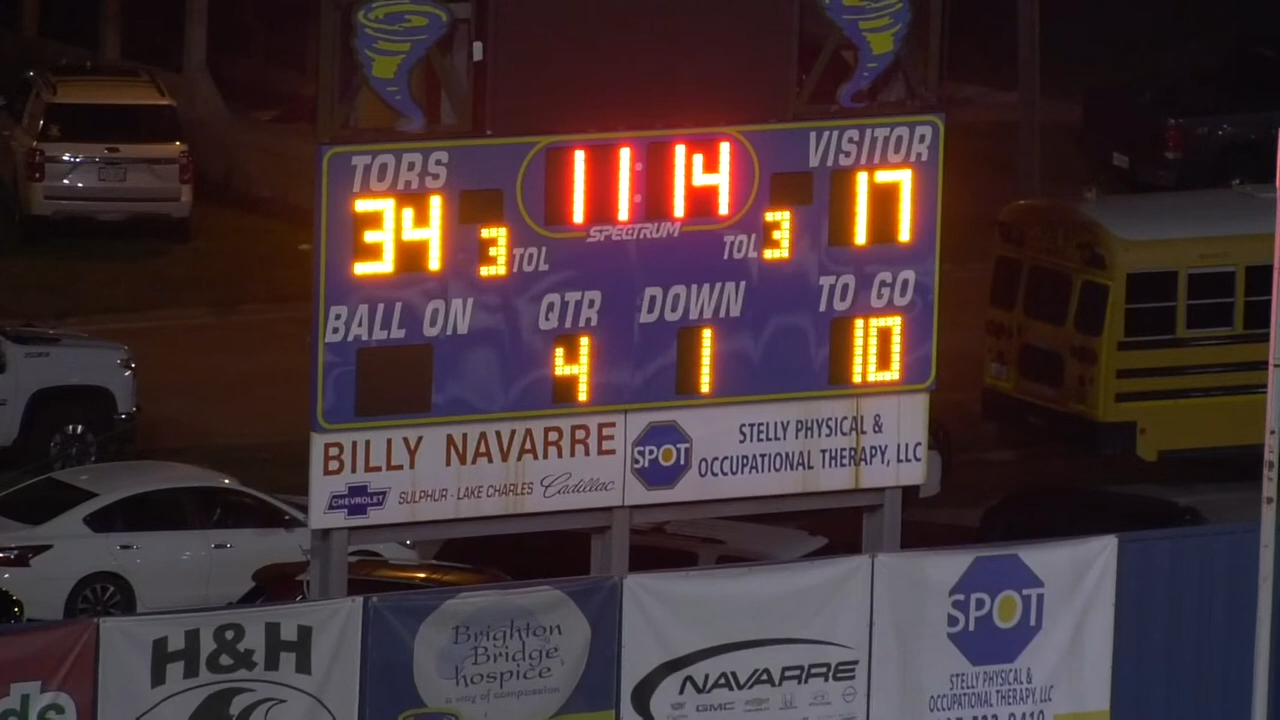 TORS
11:14
VISITOR
34
3 TOL
SPECTRUM
TOL 3
17
BALL ON
QTR
DOWN
TO GO
4
1
10
BILLY NAVARRE
CHEVROLET
SULPHUR - LAKE CHARLES Cadillac
SPOT
STELLY PHYSICAL &
OCCUPATIONAL THERAPY, LLC
ds
H&H
Brighton
Bridge
hospice
a way of compassion
NAVARRE
GMC
SPOT
STELLY PHYSICAL &
OCCUPATIONAL THERAPY, LLC